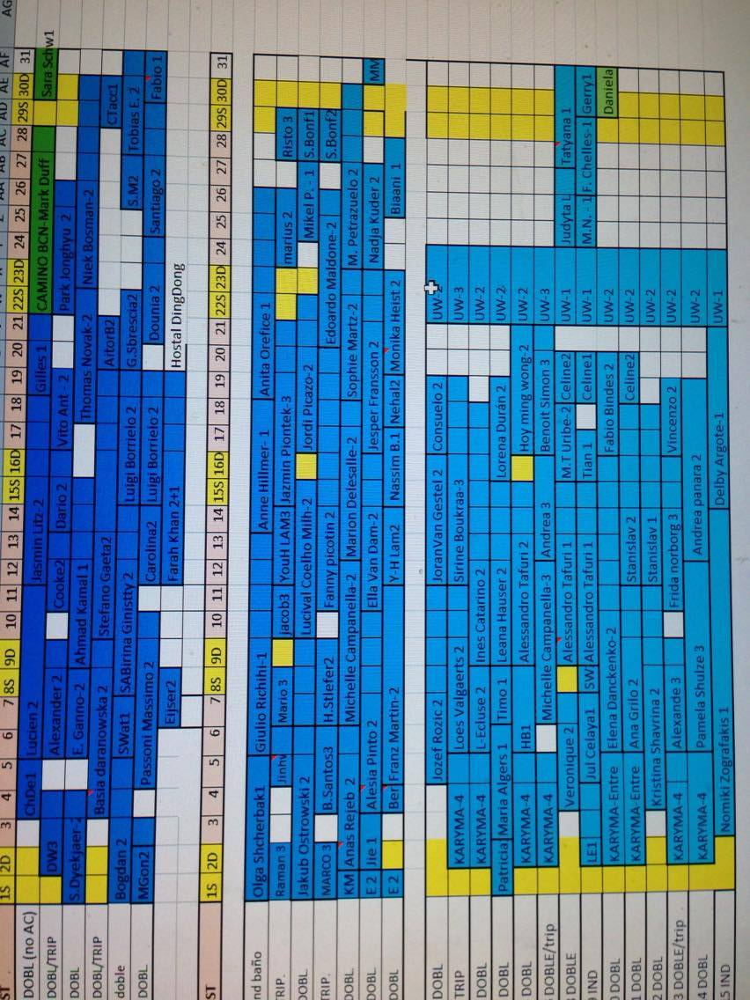 AA AB AC AD AE AF AG
ST 1S 2D 3 4 5 6 7 8S 9D 10 11 12 13 14 15S 16D 17 18 19 20 21 22S 23D 24 25 26 27 28 29S 30D 31
DOBL (no AC) ChDe1 Lucien 2 Jasmin Litz-2 Gilles 1 CAMINO BCN-Mark Duff Sara Schw1
DOBL/TRIP DW3 Alexander 2 Cooke2 Dario 2 Vito Ant - 2 Park Jonghyu 2
DOBL S.Dyekjaer-2 E. Ganno-2 Ahmad Kamal 1 Thomas Novak-2 Niek Bosman-2
DOBL/TRIP Basia daranowska 2 Stefano Gaeta2 AitorB2 CTacc1
doble Bogdan 2 SWat1 SABirina Ginistty 2 Luigi Borrielo 2 G.Sbrescia2 S.M2 Tobias E. 2
DOBL MGon2 Passoni Massimo 2 Carolina2 Luigi Borrielo 2 Dounia 2 Santiago 2 Fabio 1
Eijser2 Farah Khan 2+1 Hostal DingDong
ST 1S 2D 3 4 5 6 7 8S 9D 10 11 12 13 14 15S 16D 17 18 19 20 21 22S 23D 24 25 26 27 28 29S 30D 31
nd baño Olga Shcherbak1 Giulio Richihi-1 Anne Hillmer- 1 Anita Orefice 1
TRIP. Raman 3 Jinhv Mario 3 jacob3 YouH LAM3 Jazmin Piontek-3 marius 2 Risto 3
DOBL Jakub Ostrowski 2 Lucival Coelho Milh-2 Jordi Picazo-2 Mikel P. - 1 S.Bonf1
TRIP. MARCO 3 B.Santos3 H.Stlefer2 Fanny picotin 2 Edoardo Maldone-2 S.Bonf2
DOBL KM Anas Rejeb 2 Michelle Campanella-2 Marion Delesalle-2 Sophie Martz-2 M. Petrazuelo 2
DOBL E 2 Jie 1 Alesia Pinto 2 Ella Van Dam-2 Jesper Fransson 2 Nadja Kuder 2 MM
DOBL E 2 Ber Franz Martin-2 Y-H Lam2 Nassim B.1 Nehal2 Monika Heist 2 Biaani 1
DOBL Jozef Rozic 2 JoranVan Gestel 2 Consuelo 2 UW-2
TRIP KARYMA-4 Loes Valgaerts 2 Sirine Boukraa-3 UW-3
DOBL KARYMA-4 L-Ecluse 2 Ines Catarino 2 UW-2
DOBL Patricia Maria Algers 1 Timo 1 Leana Hauser 2 Lorena Durán 2 UW-2
DOBL KARYMA-4 HB1 Alessandro Tafuri 2 Hoy ming wong-2 UW-2
DOBLE/trip KARYMA-4 Michelle Campanella-3 Andrea 3 Benoit Simon 3 UW-3
DOBLE Veronique 2 Alessandro Tafuri 1 M.T Uribe-2 Celine2 UW-1 Judyta L Tatyana 1
IND LE1 Jul Celaya1 SW Alessandro Tafuri 1 Tian 1 Celine1 UW-1 M.N. - 1 F. Chelles-1 Gerry1
DOBL KARYMA-Entre Elena Danckenko-2 Fabio Bindes 2 UW-2 Daniela
1 DOBL KARYMA-Entre Ana Grilo 2 Stanislav 2 Celine2 UW-2
2 DOBL Kristina Shavrina 2 Stanislav 1 UW-2
3 DOBLE/trip KARYMA-4 Alexande 3 Frida norborg 3 Vincenzo 2 UW-2
4 DOBL KARYMA-4 Pamela Shulze 3 Andrea panara 2 UW-2
15 IND Nomiki Zografakis 1 Delby Argote-1 UW-1